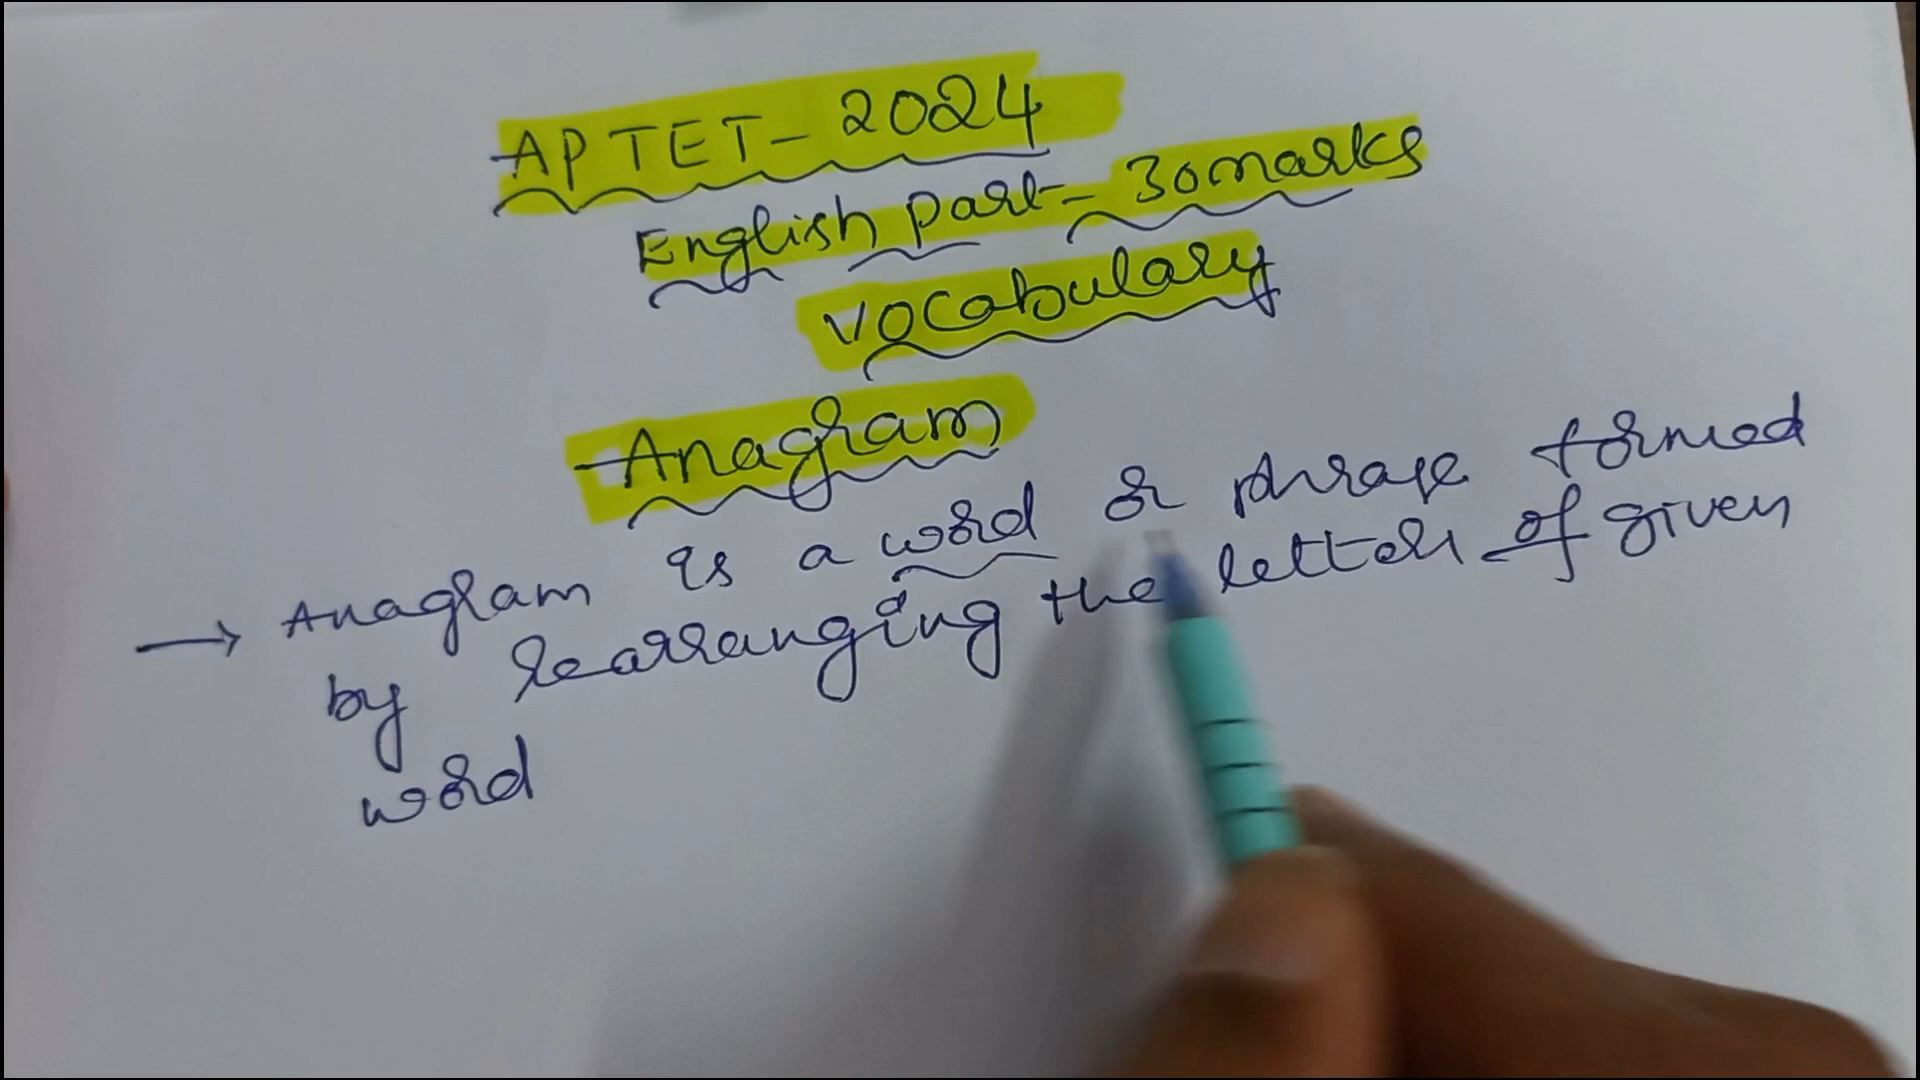 APTET - 2024
English part - 30marks
vocabulary
Anagram
→ Anagram is a word or phrase formed
by rearranging the letters of given
word